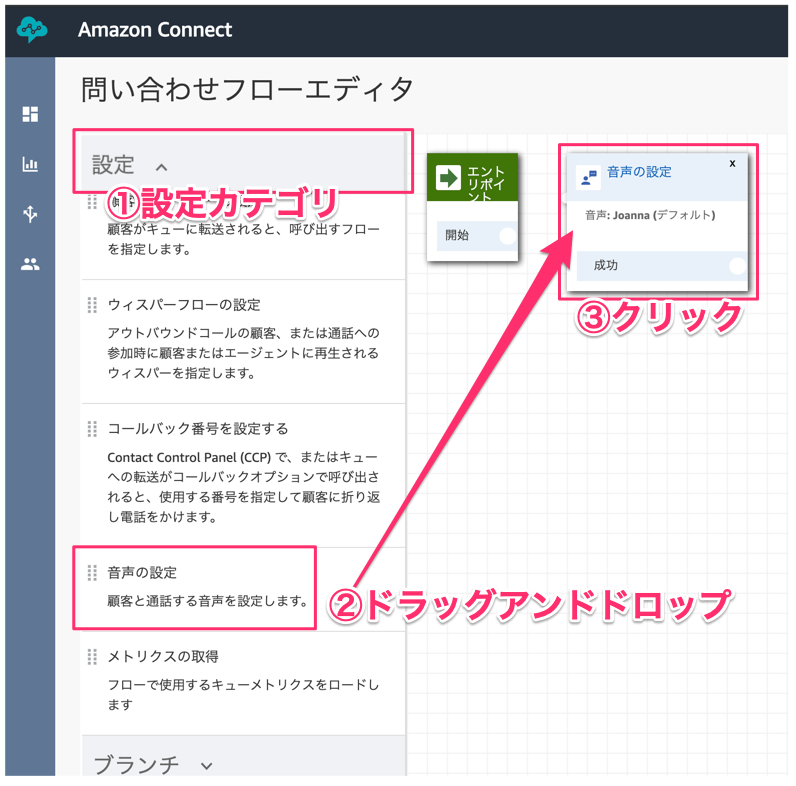 Amazon Connect
問い合わせフローエディタ
設定
①設定カテゴリ
顧客がキューに転送されると、呼び出すフロー
を指定します。
ウィスパーフローの設定
アウトバウンドコールの顧客、または通話への
参加時に顧客またはエージェントに再生される
ウィスパーを指定します。
コールバック番号を設定する
Contact Control Panel (CCP) で、またはキュー
への転送がコールバックオプションで呼び出さ
れると、使用する番号を指定して顧客に折り返
し電話をかけます。
音声の設定
顧客と通話する音声を設定します。
メトリクスの取得
フローで使用するキューメトリクスをロードし
ます
ブランチ
エント
リポイ
ント
開始
音声の設定
x
音声: Joanna (デフォルト)
成功
③クリック
②ドラッグアンドドロップ